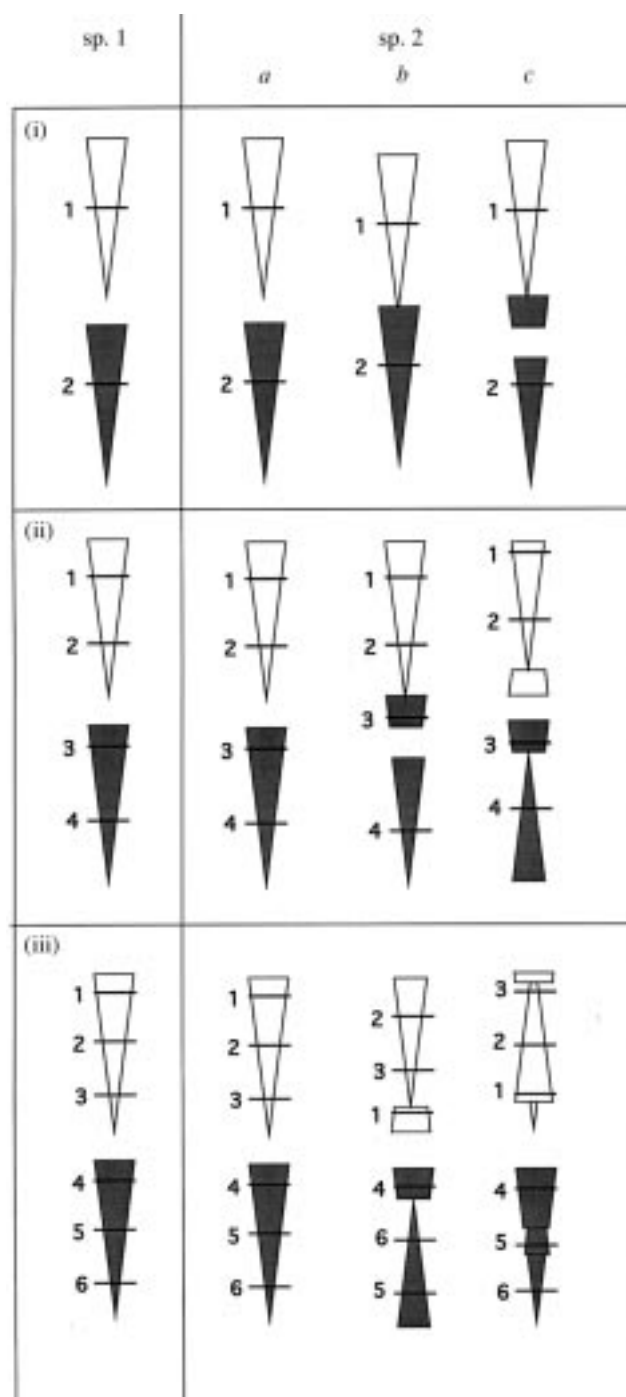 sp. 1 sp. 2
a b c
(i)
1 1 1 1
2 2 2 2
(ii)
1 1 1 1
2 2 2 2
3 3 3 3
4 4 4 4
(iii)
1 1 2 3
2 2 3 2
3 3 1 1
4 4 4 4
5 5 6 5
6 6 5 6